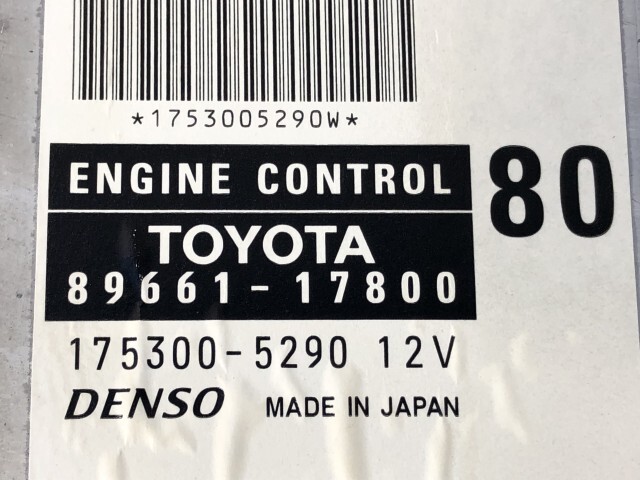 *1753005290W*
ENGINE CONTROL
80
TOYOTA
89661-17800
175300-5290 12V
DENSO MADE IN JAPAN